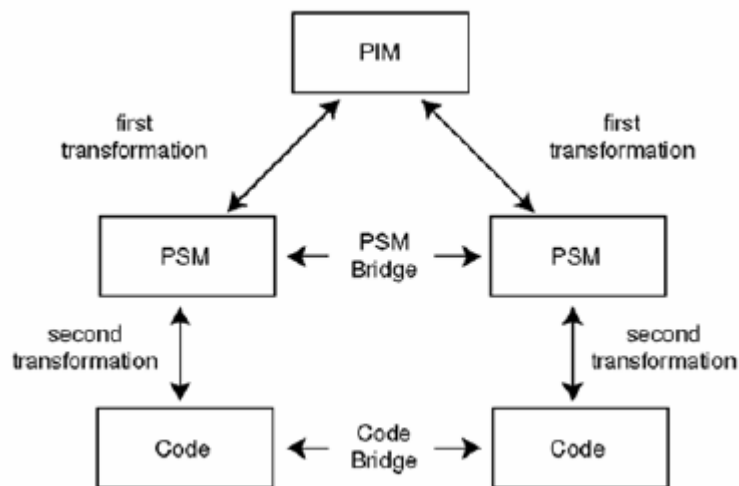 PIM
first
transformation
first
transformation
PSM
PSM
Bridge
PSM
second
transformation
second
transformation
Code
Code
Bridge
Code